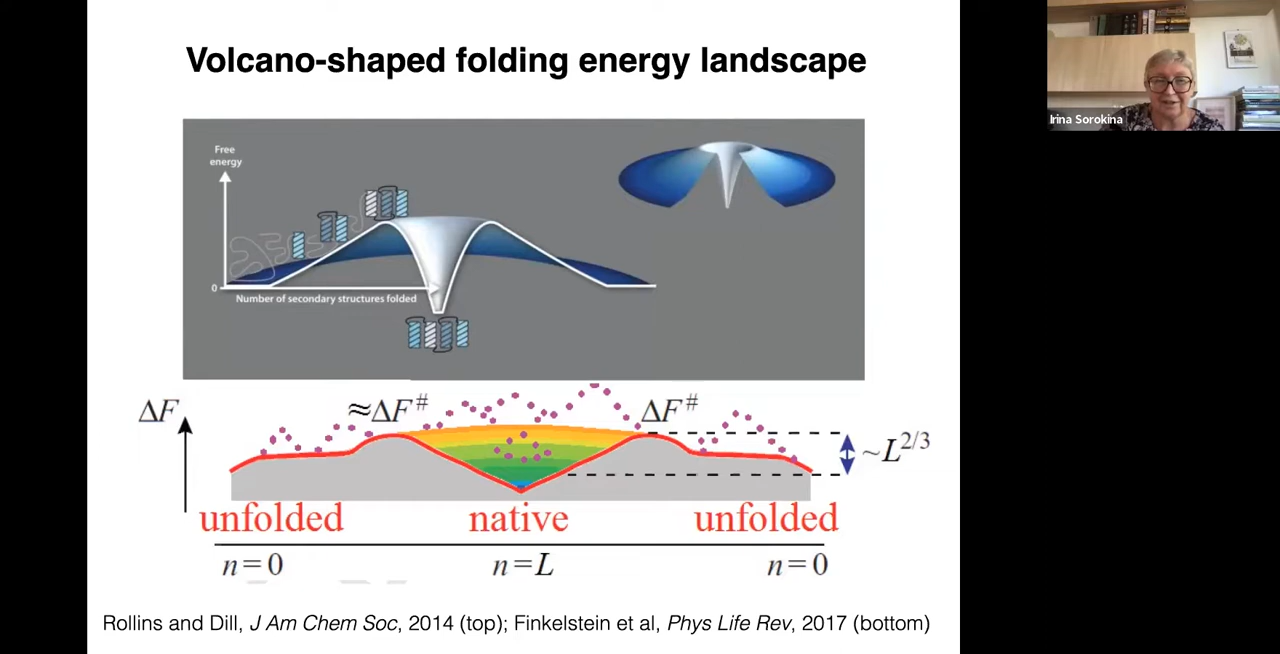 Volcano-shaped folding energy landscape
Irina Sorokina
Free
energy
0
Number of secondary structures folded
ΔF
≈ΔF#
ΔF#
~L2/3
unfolded
native
unfolded
n=0
n=L
n=0
Rollins and Dill, J Am Chem Soc, 2014 (top); Finkelstein et al, Phys Life Rev, 2017 (bottom)